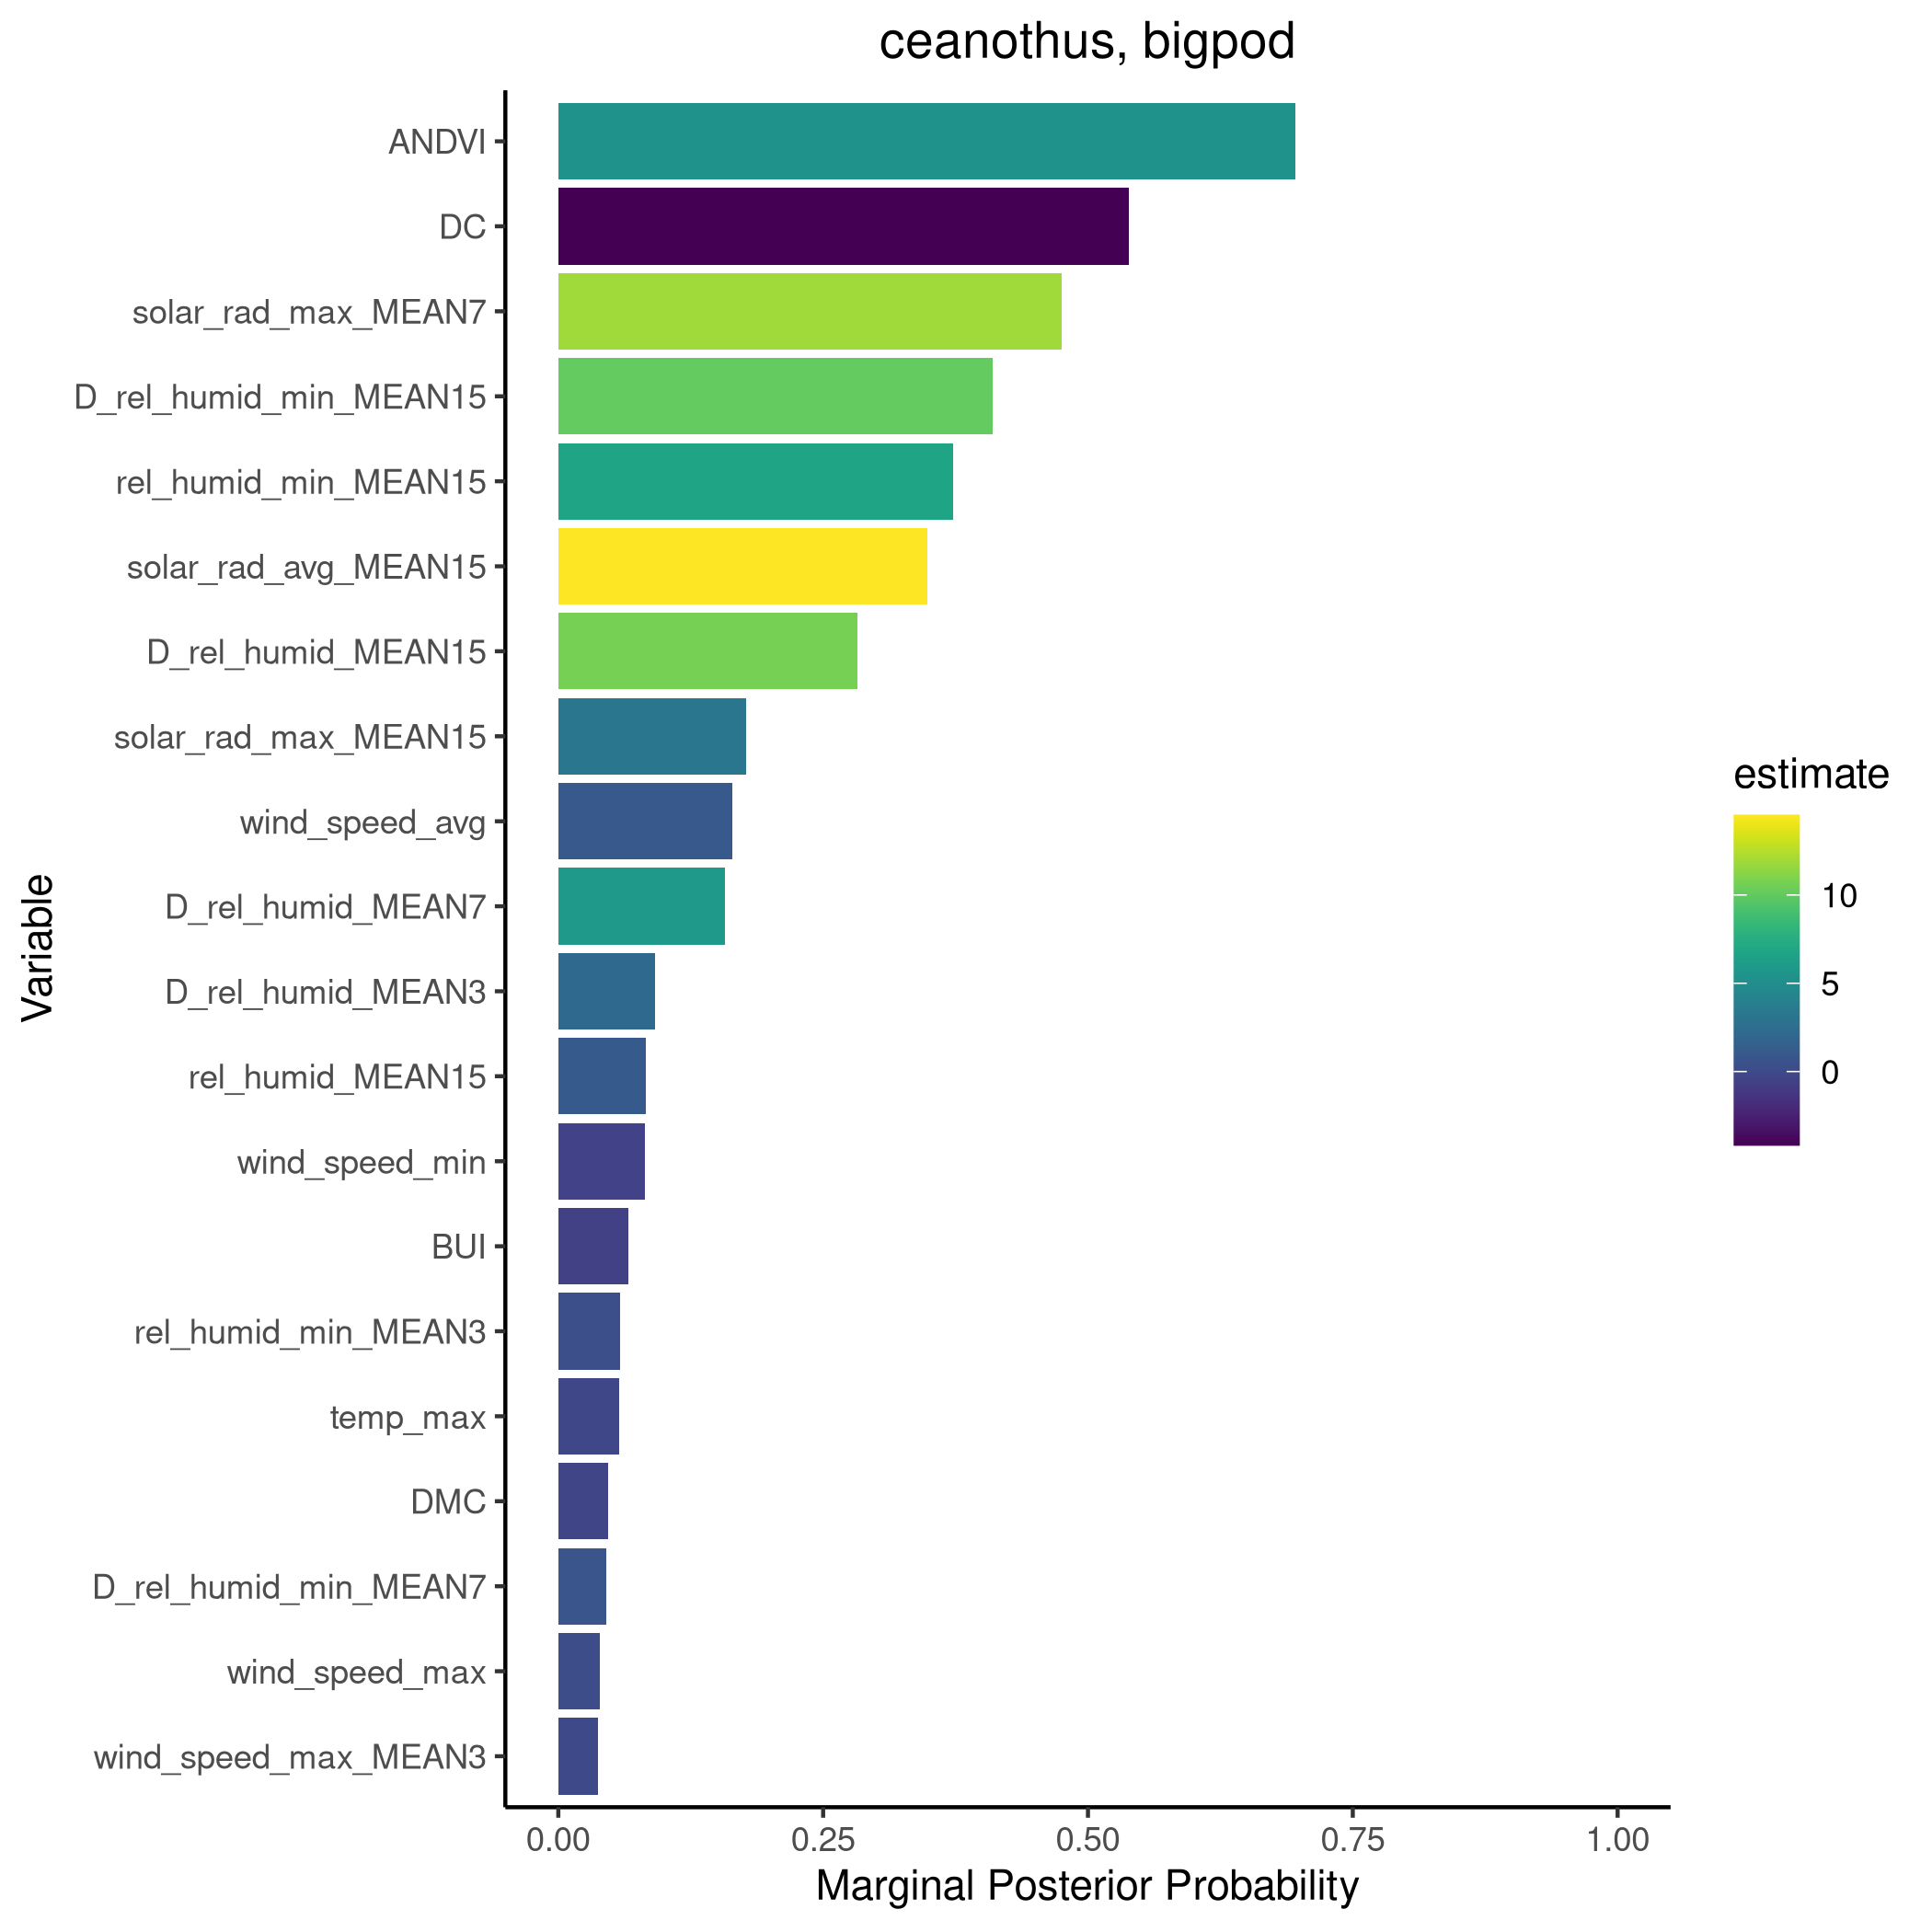 ceanothus, bigpod
ANDVI
DC
solar_rad_max_MEAN7
D_rel_humid_min_MEAN15
rel_humid_min_MEAN15
solar_rad_avg_MEAN15
D_rel_humid_MEAN15
solar_rad_max_MEAN15
wind_speed_avg
D_rel_humid_MEAN7
D_rel_humid_MEAN3
rel_humid_MEAN15
wind_speed_min
BUI
rel_humid_min_MEAN3
temp_max
DMC
D_rel_humid_min_MEAN7
wind_speed_max
wind_speed_max_MEAN3
Variable
0.00 0.25 0.50 0.75 1.00
Marginal Posterior Probability
estimate
10
5
0